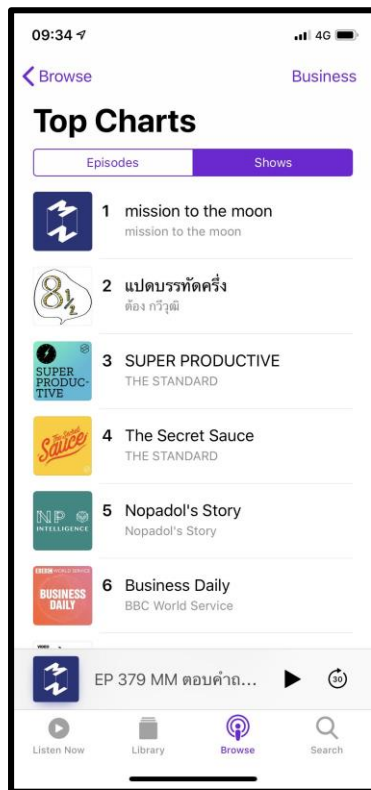 09:34
4G
Browse
Business
Top Charts
Episodes
Shows
1 mission to the moon
mission to the moon
8½
2 แปดบรรทัดครึ่ง
ต้อง กวีวุฒิ
SUPER
PRODUC-
TIVE
3 SUPER PRODUCTIVE
THE STANDARD
The Secret
Sauce
4 The Secret Sauce
THE STANDARD
NP
INTELLIGENCE
5 Nopadol's Story
Nopadol's Story
BBC WORLD SERVICE
BUSINESS
DAILY
6 Business Daily
BBC World Service
EP 379 MM ตอบคำถ...
30
Listen Now
Library
Browse
Search